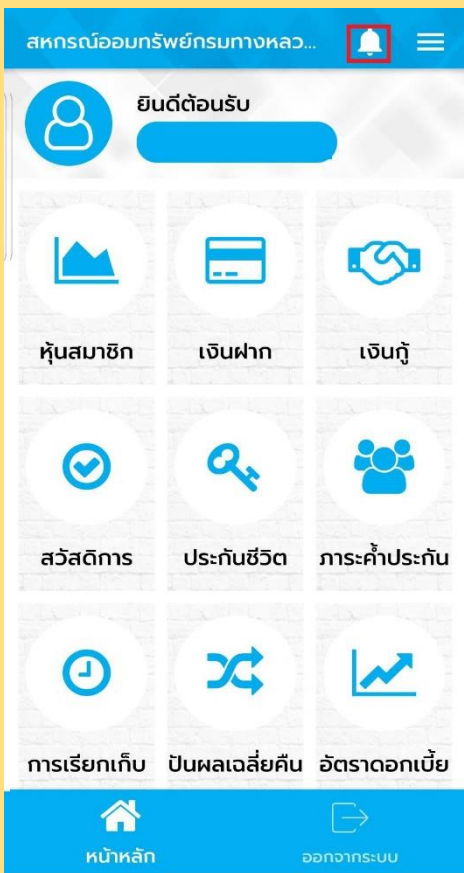 สหกรณ์ออมทรัพย์กรมทางหลว...
ยินดีต้อนรับ
หุ้นสมาชิก
เงินฝาก
เงินกู้
สวัสดิการ
ประกันชีวิต
ภาระค้ำประกัน
การเรียกเก็บ
ปันผลเฉลี่ยคืน
อัตราดอกเบี้ย
หน้าหลัก
ออกจากระบบ